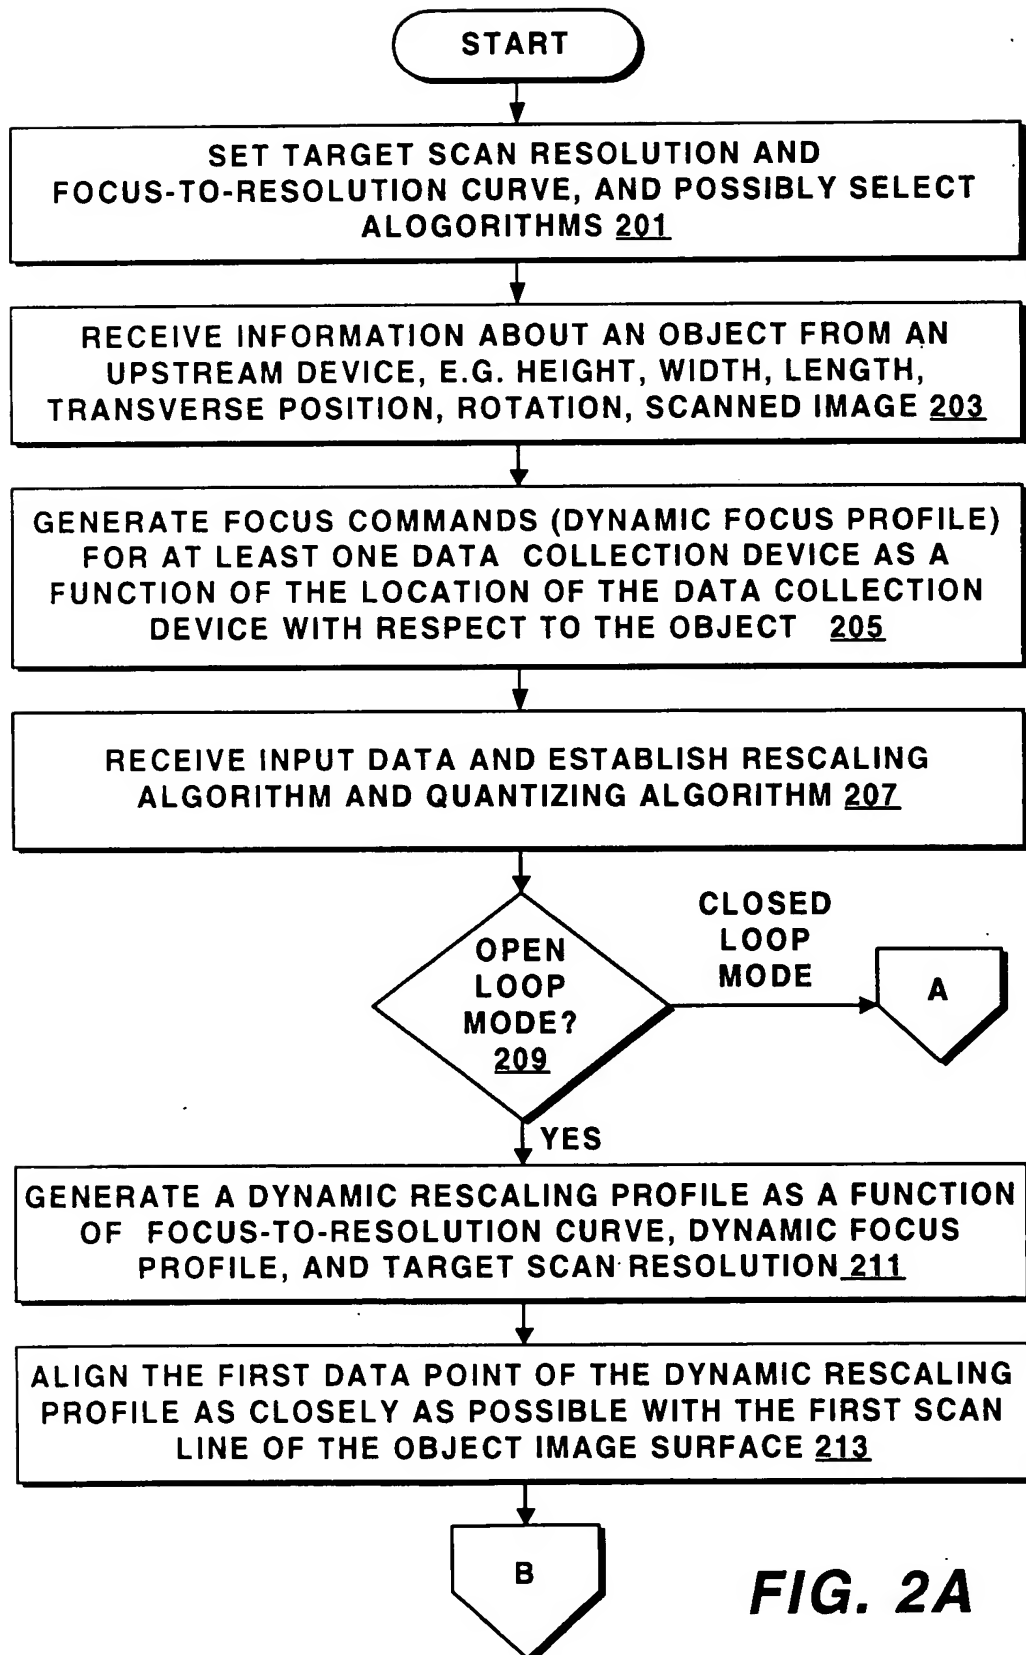 START
SET TARGET SCAN RESOLUTION AND
FOCUS-TO-RESOLUTION CURVE, AND POSSIBLY SELECT
ALOGORITHMS 201
RECEIVE INFORMATION ABOUT AN OBJECT FROM AN
UPSTREAM DEVICE, E.G. HEIGHT, WIDTH, LENGTH,
TRANSVERSE POSITION, ROTATION, SCANNED IMAGE 203
GENERATE FOCUS COMMANDS (DYNAMIC FOCUS PROFILE)
FOR AT LEAST ONE DATA COLLECTION DEVICE AS A
FUNCTION OF THE LOCATION OF THE DATA COLLECTION
DEVICE WITH RESPECT TO THE OBJECT 205
RECEIVE INPUT DATA AND ESTABLISH RESCALING
ALGORITHM AND QUANTIZING ALGORITHM 207
OPEN
LOOP
MODE?
209
CLOSED
LOOP
MODE
A
YES
GENERATE A DYNAMIC RESCALING PROFILE AS A FUNCTION
OF FOCUS-TO-RESOLUTION CURVE, DYNAMIC FOCUS
PROFILE, AND TARGET SCAN RESOLUTION 211
ALIGN THE FIRST DATA POINT OF THE DYNAMIC RESCALING
PROFILE AS CLOSELY AS POSSIBLE WITH THE FIRST SCAN
LINE OF THE OBJECT IMAGE SURFACE 213
B
FIG. 2A